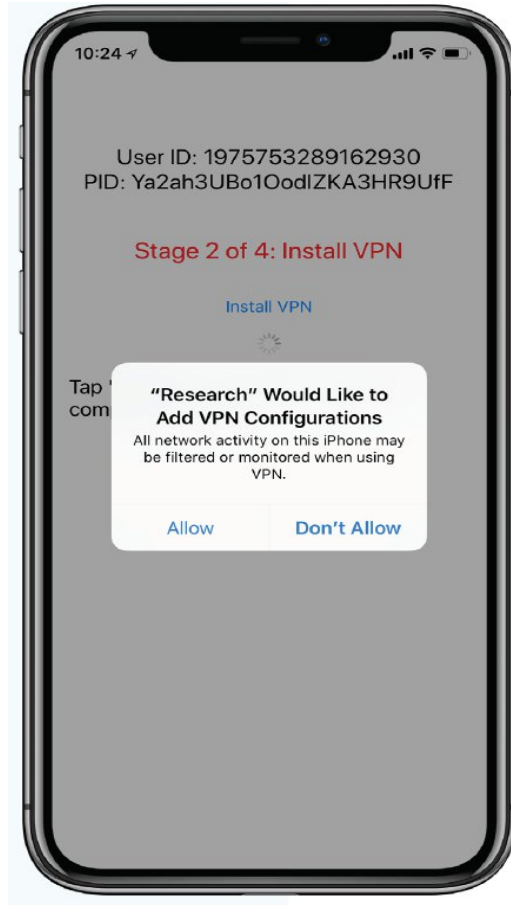 10:24
User ID: 1975753289162930
PID: Ya2ah3UBo1OodIZKA3HR9UfF
Stage 2 of 4: Install VPN
Install VPN
Tap
com
"Research" Would Like to
Add VPN Configurations
All network activity on this iPhone may
be filtered or monitored when using
VPN.
Allow Don't Allow